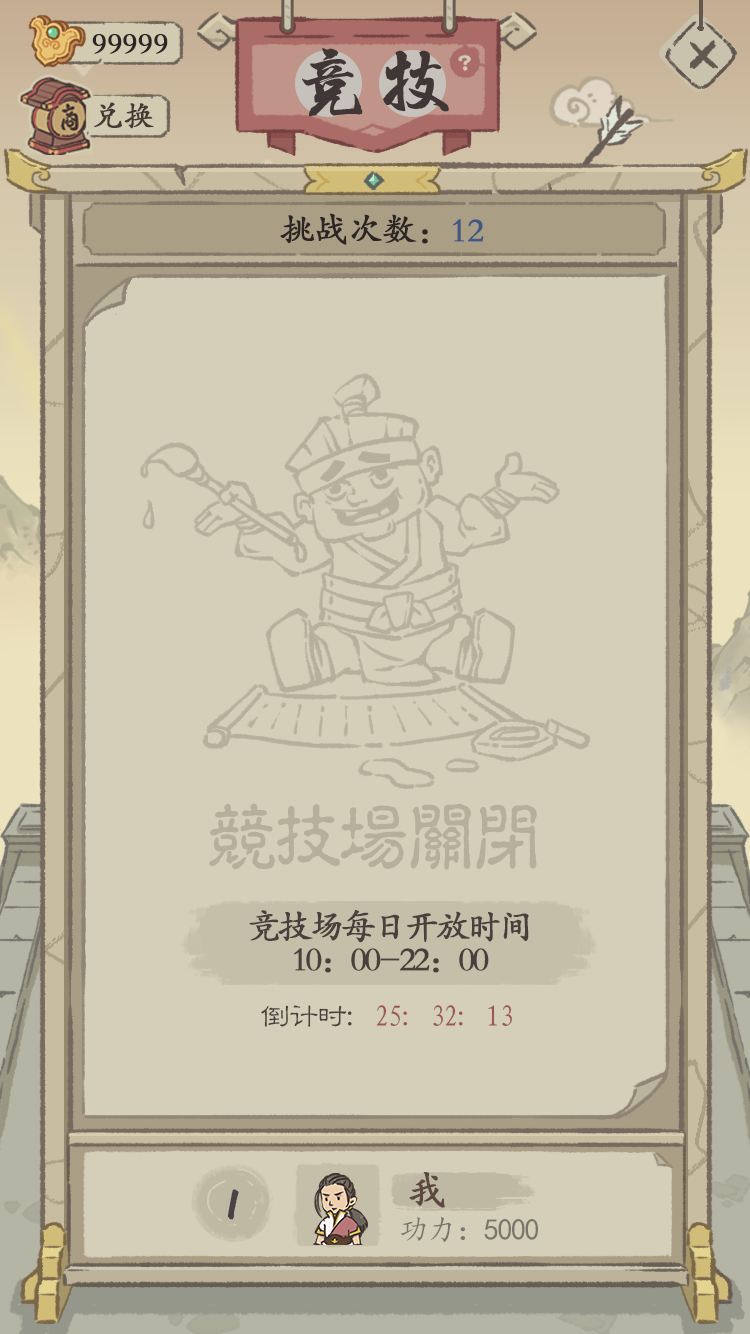 99999
竞技
?
商
兑换
挑战次数：12
競技場關閉
竞技场每日开放时间
10：00-22：00
倒计时：25：32：13
1
我
功力：5000